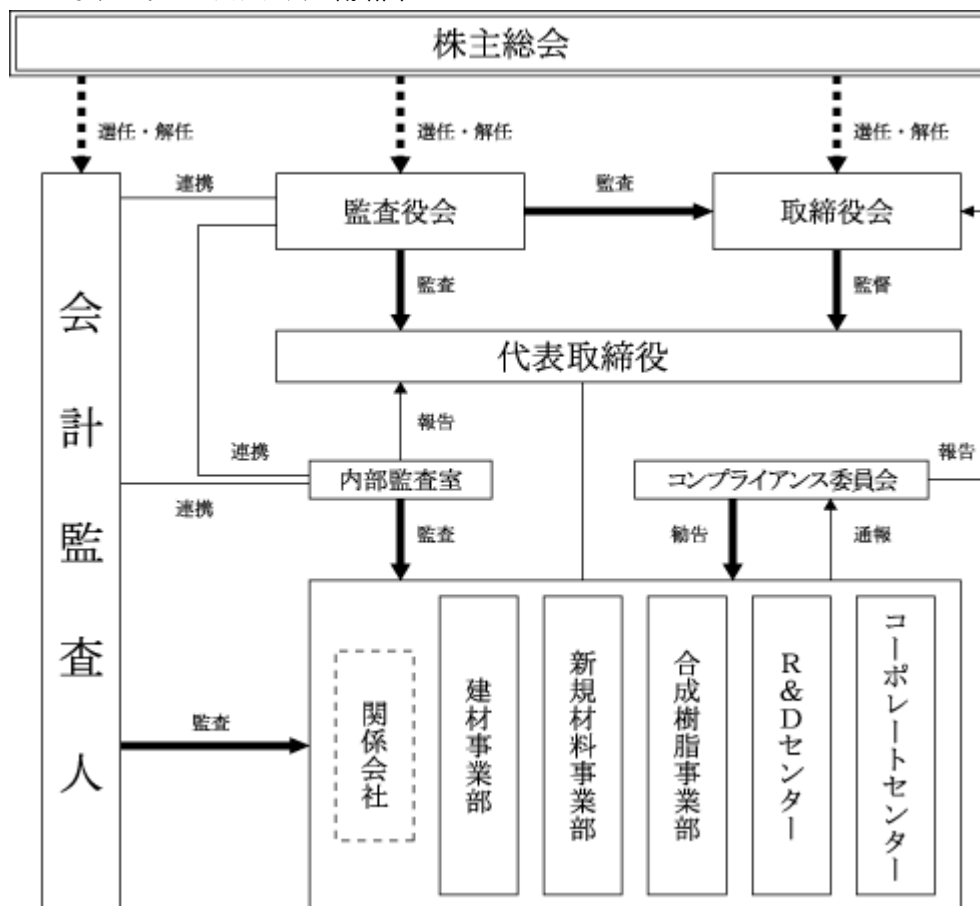 株主総会
選任・解任
選任・解任
選任・解任
連携
監査役会
監査
取締役会
監査
監督
会計監査人
代表取締役
報告
連携
内部監査室
コンプライアンス委員会
報告
連携
監査
勧告
通報
関係会社
建材事業部
新規材料事業部
合成樹脂事業部
R&Dセンター
コーポレートセンター
監査